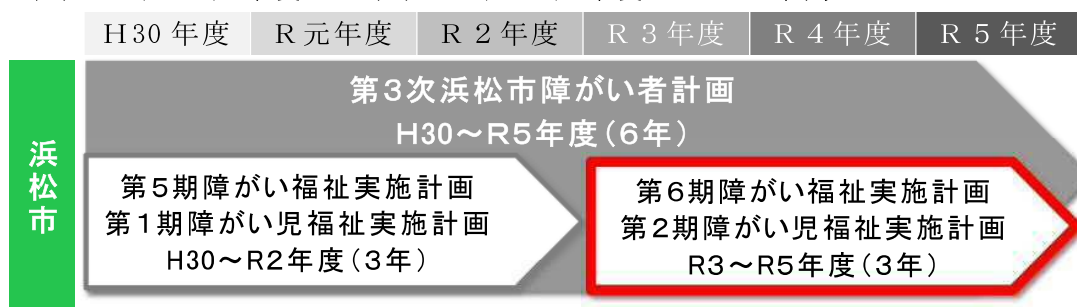 H30年度 R元年度 R２年度 R３年度 R４年度 R５年度
第３次浜松市障がい者計画
H30～R5年度(6年)
浜松市
第５期障がい福祉実施計画
第１期障がい児福祉実施計画
H30～R2年度(3年)
第６期障がい福祉実施計画
第２期障がい児福祉実施計画
R3～R5年度(3年)